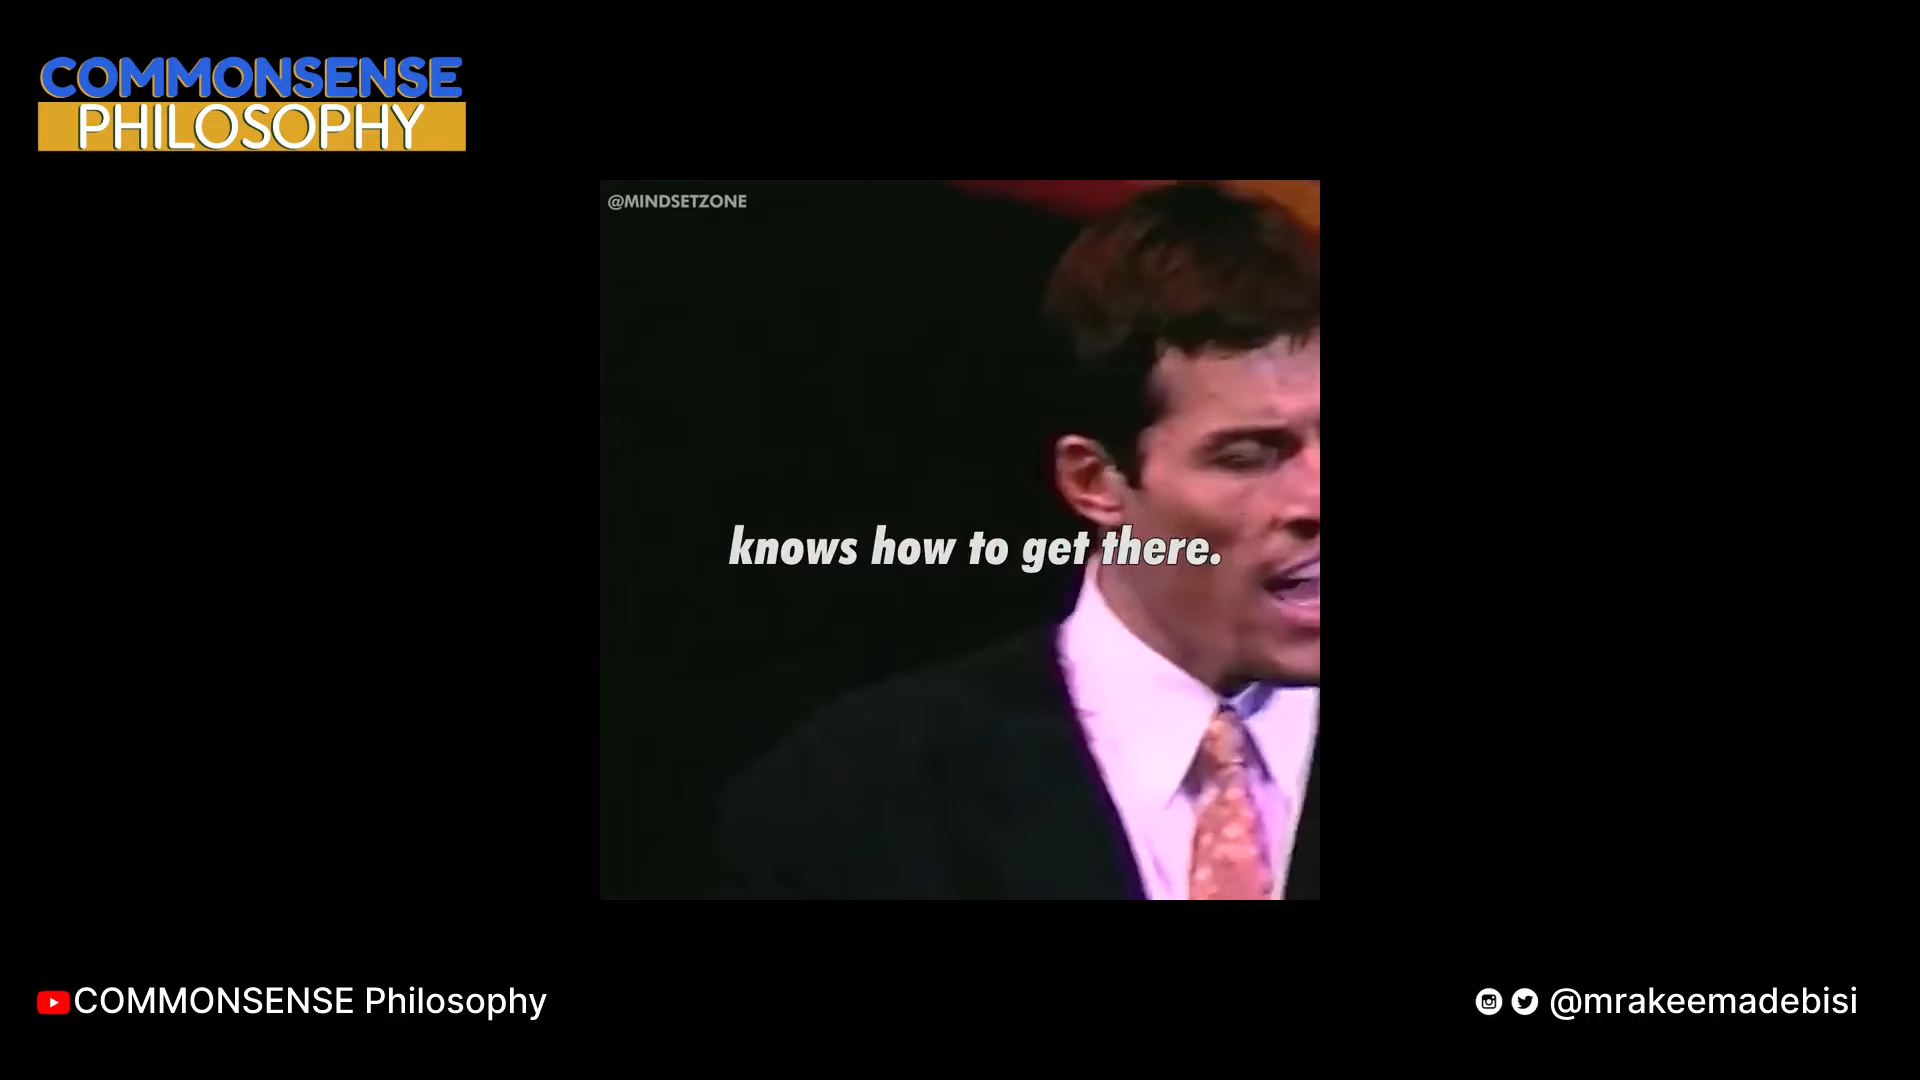 COMMONSENSE
PHILOSOPHY
@MINDSETZONE
knows how to get there.
COMMONSENSE Philosophy
@mrakeemadebisi